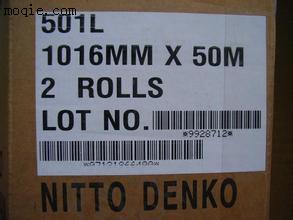 moqie.com
501L
1016MM X 50M
2 ROLLS
LOT NO.
*9928712*
NITTO DENKO